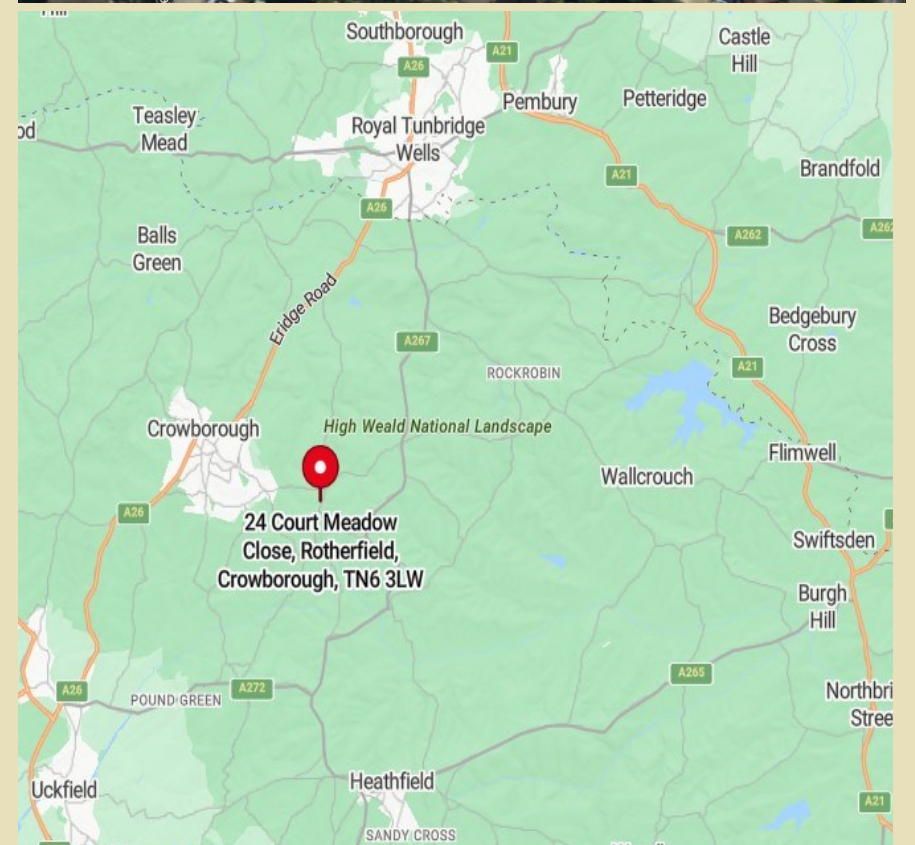 Southborough
A21
Castle
Hill
A26
Pembury
Petteridge
Teasley
Mead
Royal Tunbridge
Wells
Brandfold
A21
A26
A262
Balls
Green
Eridge Road
Bedgebury
Cross
A267
A21
ROCKROBIN
High Weald National Landscape
Crowborough
Flimwell
Wallcrouch
A26
24 Court Meadow
Close, Rotherfield,
Crowborough, TN6 3LW
Swiftsden
Burgh
Hill
A265
A26
A272
POUND GREEN
Northbri
Stree
Heathfield
Uckfield
A21
SANDY CROSS